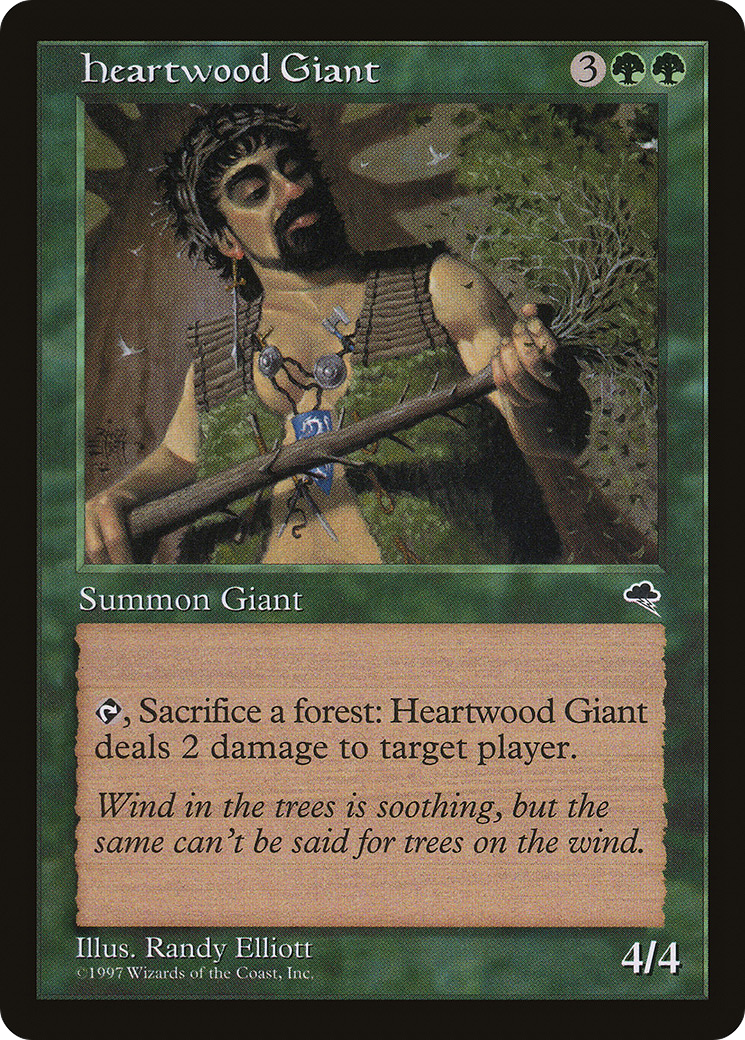 Heartwood Giant 3
Summon Giant
, Sacrifice a forest: Heartwood Giant
deals 2 damage to target player.
Wind in the trees is soothing, but the
same can't be said for trees on the wind.
Illus. Randy Elliott
©1997 Wizards of the Coast, Inc.
4/4